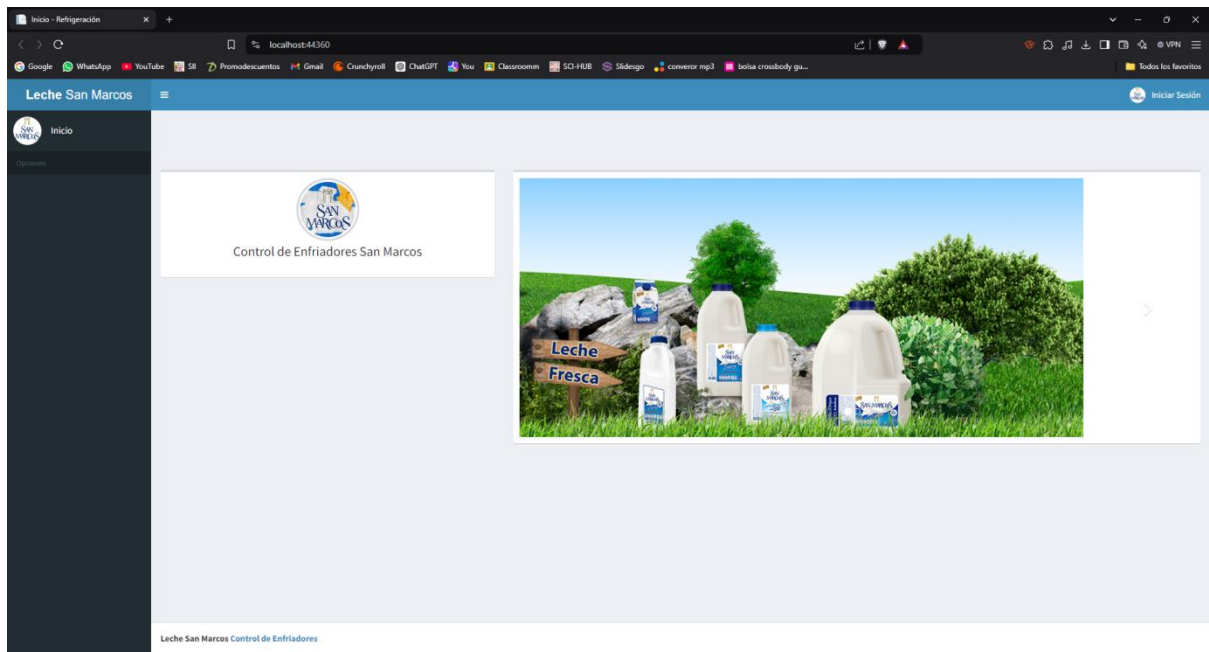 Inicio - Refrigeración
localhost:44360
VPN
Google WhatsApp YouTube SII Promodescuentos Gmail Crunchyroll ChatGPT You Classroomm SCI-HUB Slidesgo converor mp3 bolsa crossbody gu...
Todos los favoritos
Leche San Marcos
Iniciar Sesión
Inicio
Opciones
SAN MARCOS
Control de Enfriadores San Marcos
Leche
Fresca
SAN MARCOS
Leche San Marcos Control de Enfriadores